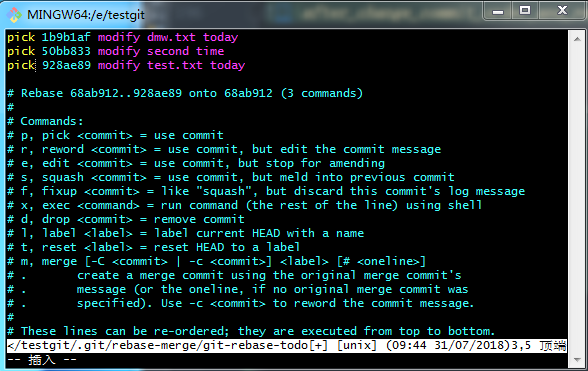 MINGW64:/e/testgit
pick 1b9b1af modify dmw.txt today
pick 50bb833 modify second time
pick 928ae89 modify test.txt today
# Rebase 68ab912..928ae89 onto 68ab912 (3 commands)
#
# Commands:
# p, pick <commit> = use commit
# r, reword <commit> = use commit, but edit the commit message
# e, edit <commit> = use commit, but stop for amending
# s, squash <commit> = use commit, but meld into previous commit
# f, fixup <commit> = like "squash", but discard this commit's log message
# x, exec <command> = run command (the rest of the line) using shell
# d, drop <commit> = remove commit
# l, label <label> = label current HEAD with a name
# t, reset <label> = reset HEAD to a label
# m, merge [-C <commit> | -c <commit>] <label> [# <oneline>]
# .       create a merge commit using the original merge commit's
# .       message (or the oneline, if no original merge commit was
# .       specified). Use -c <commit> to reword the commit message.
#
# These lines can be re-ordered; they are executed from top to bottom.
</testgit/.git/rebase-merge/git-rebase-todo[+] [unix] (09:44 31/07/2018)3,5 顶端
-- 插入 --